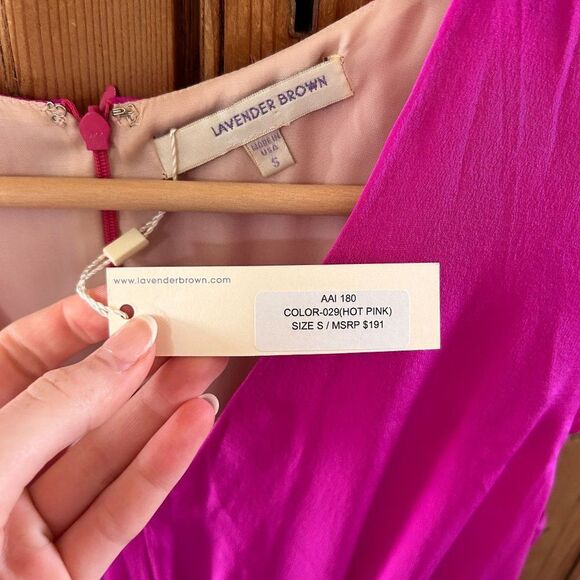 LAVENDER BROWN
MADE IN
USA
S
www.lavenderbrown.com
AAI 180
COLOR-029(HOT PINK)
SIZE S / MSRP $191